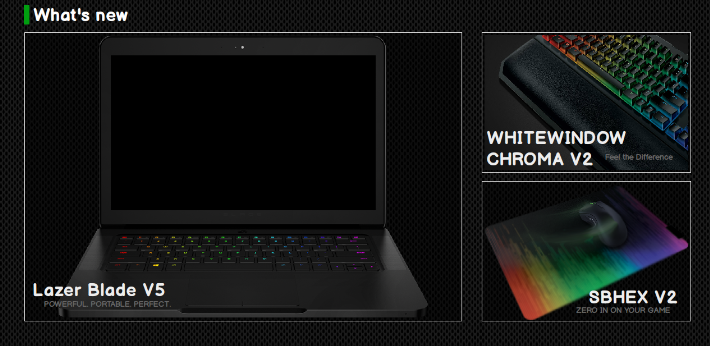 What's new
Lazer Blade V5
POWERFUL. PORTABLE. PERFECT.
WHITEWINDOW
CHROMA V2 Feel the Difference
SBHEX V2
ZERO IN ON YOUR GAME